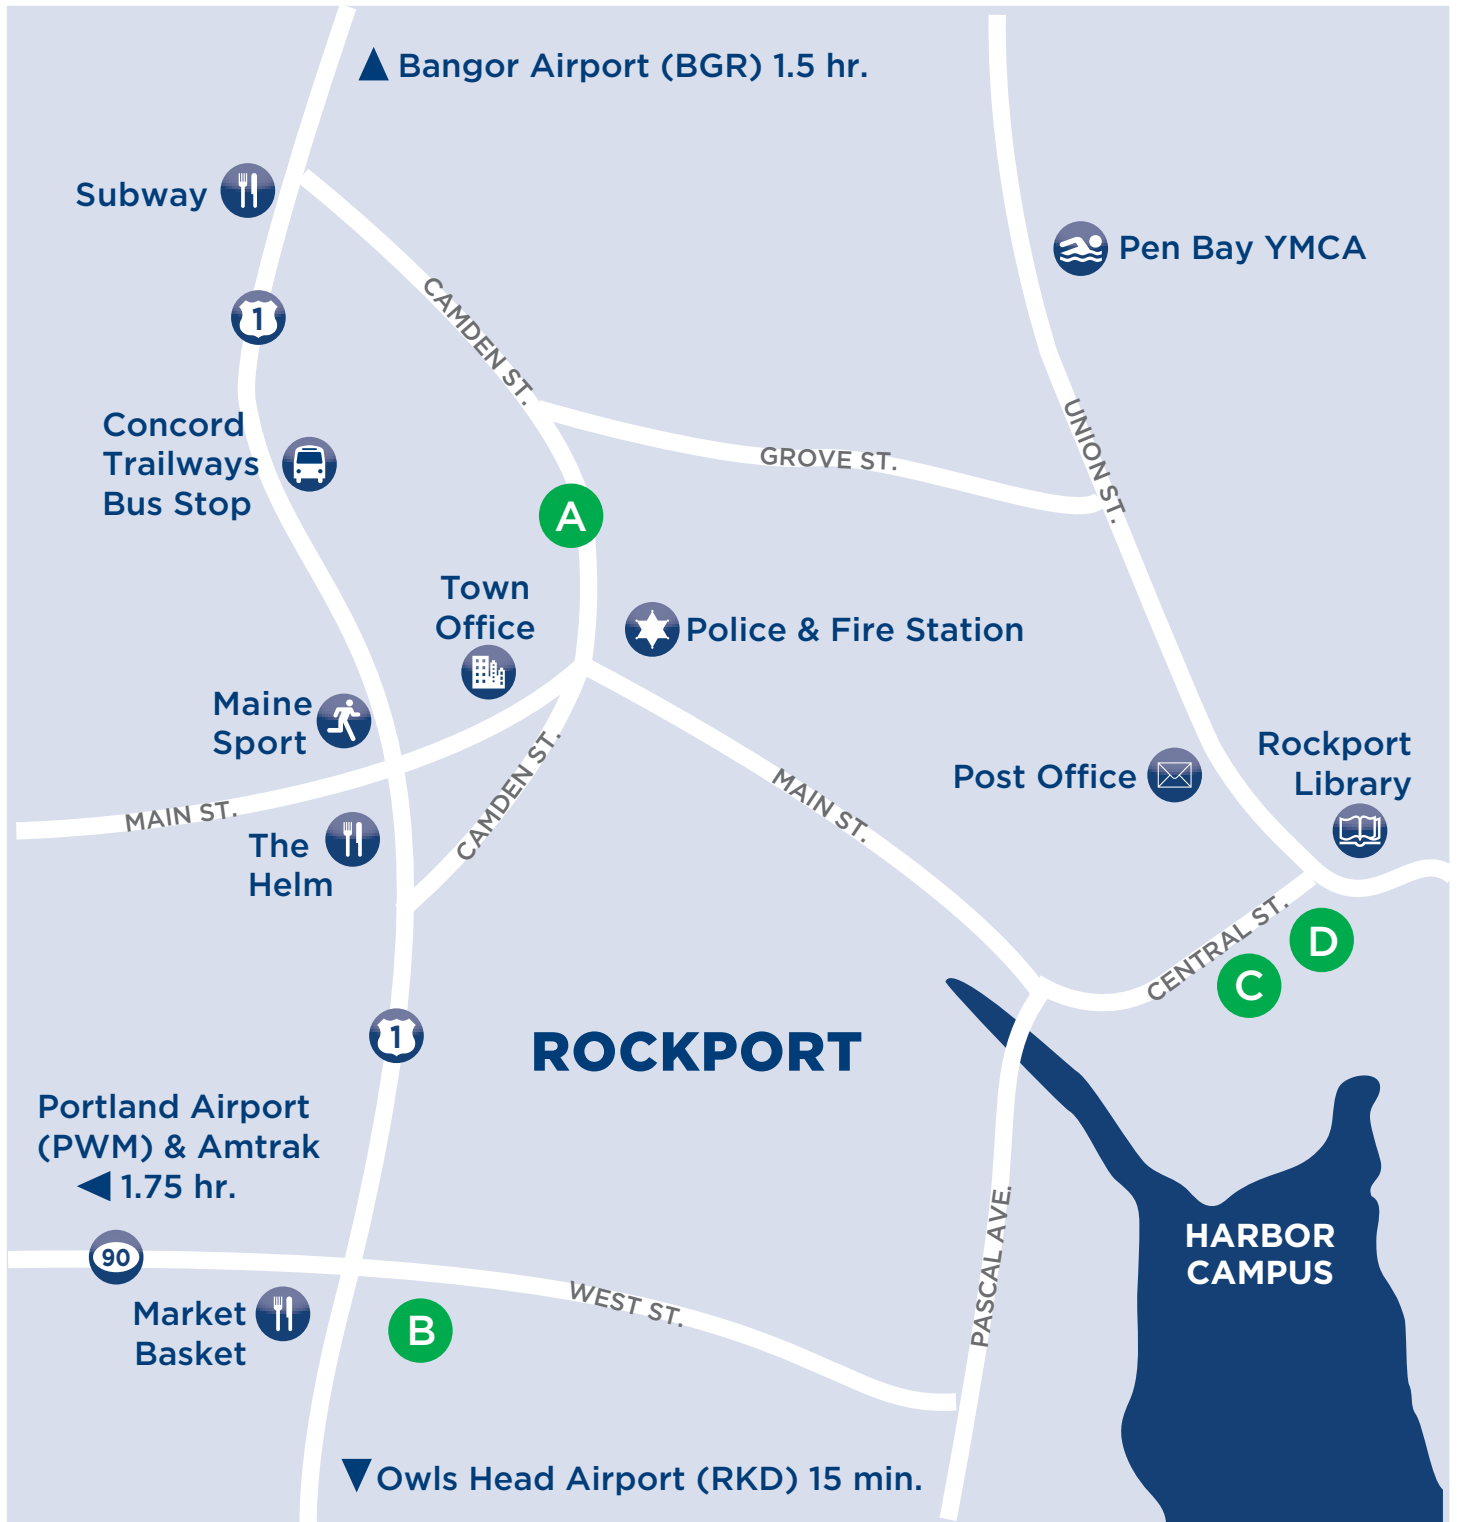 Bangor Airport (BGR) 1.5 hr.
Subway
Pen Bay YMCA
1
CAMDEN ST.
Concord
Trailways
Bus Stop
UNION ST.
GROVE ST.
A
Town
Office
Police & Fire Station
Maine
Sport
MAIN ST.
The
Helm
CAMDEN ST.
MAIN ST.
Post Office
Rockport
Library
CENTRAL ST.
D
C
1
ROCKPORT
Portland Airport
(PWM) & Amtrak
1.75 hr.
90
Market
Basket
B
WEST ST.
PASCAL AVE.
HARBOR
CAMPUS
Owls Head Airport (RKD) 15 min.